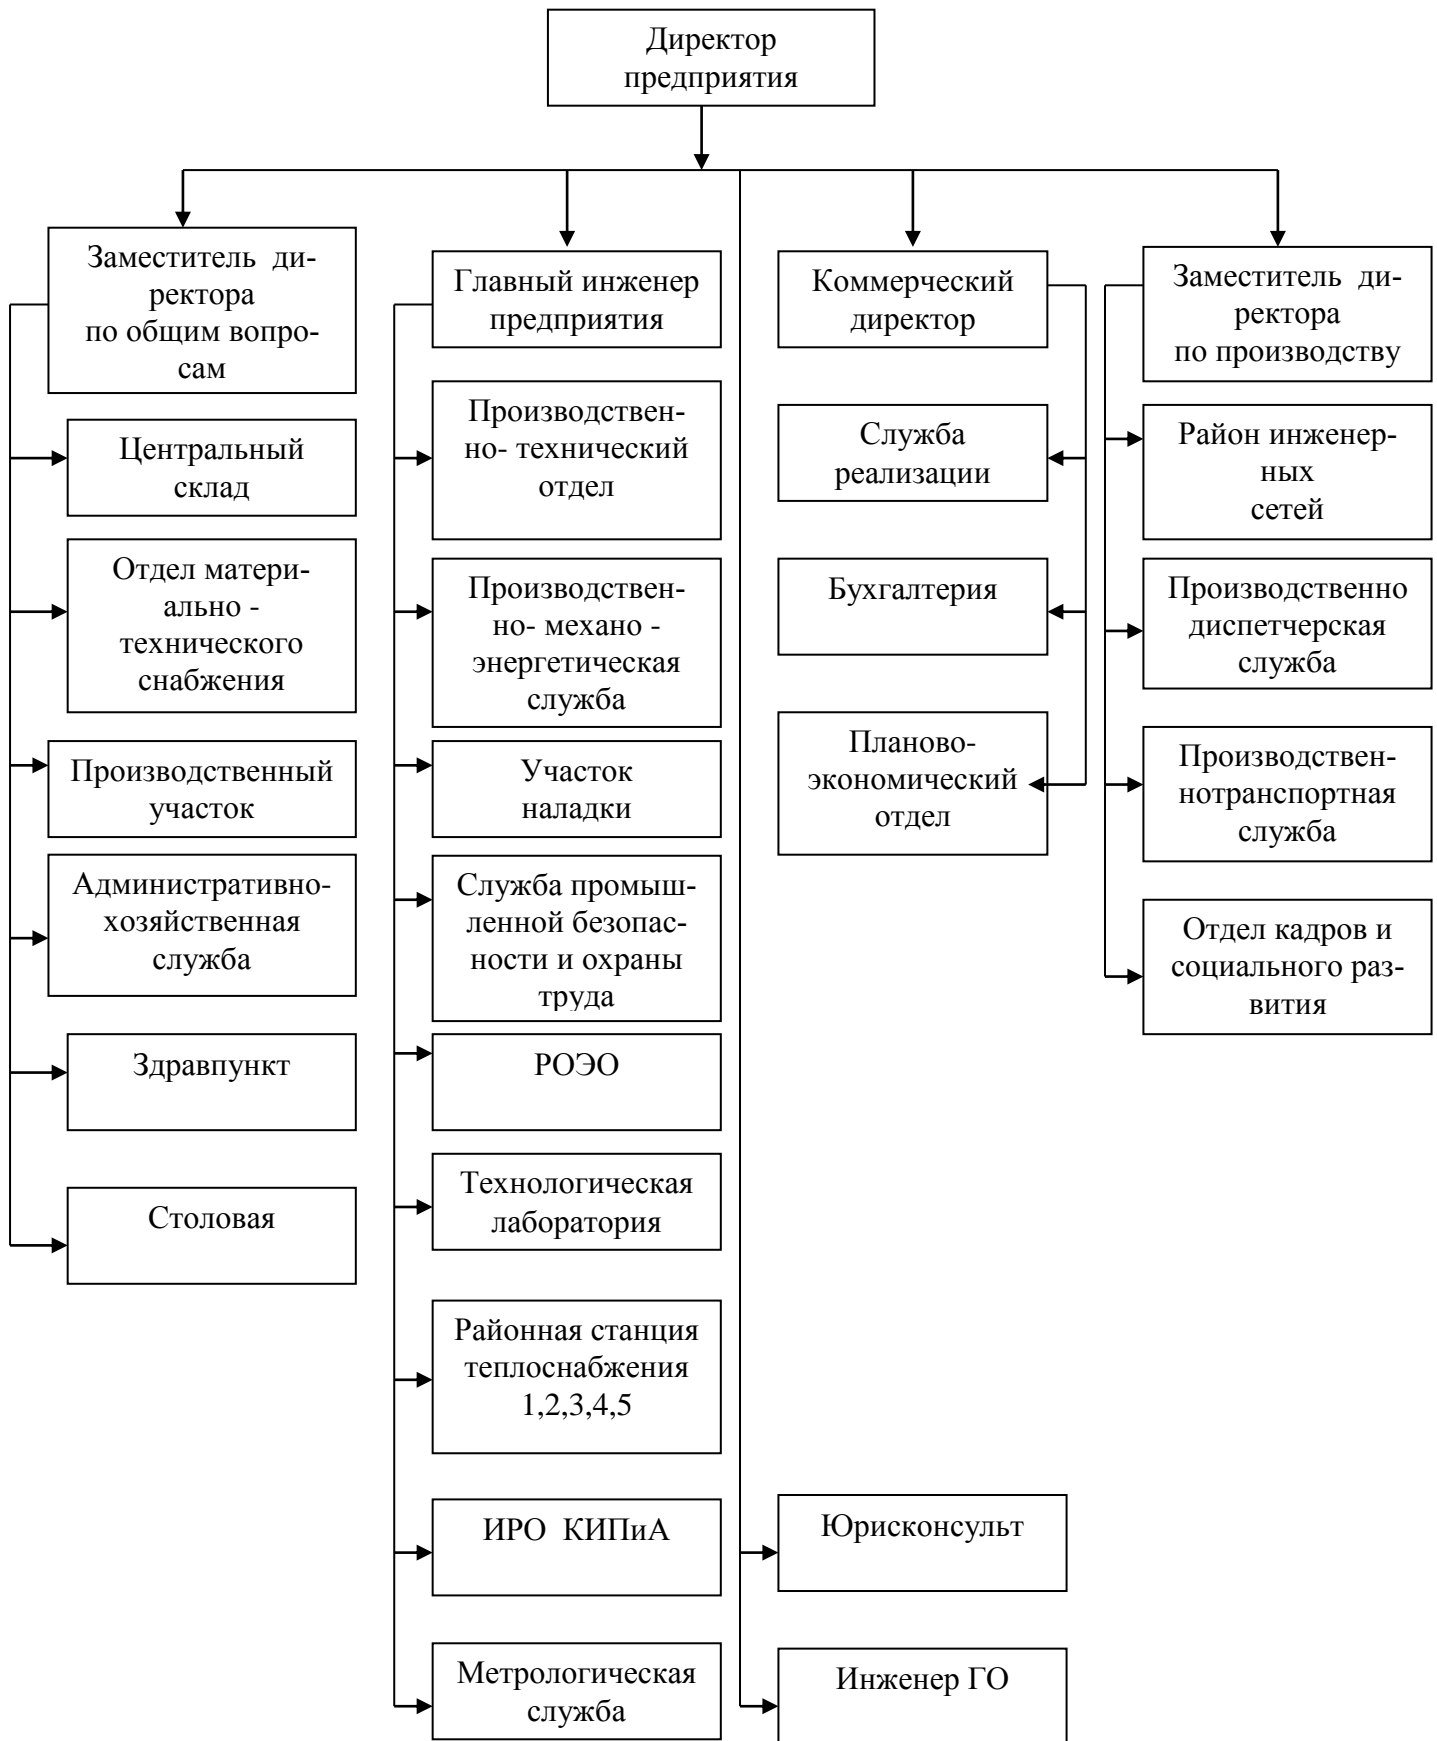 Директор
предприятия
Заместитель ди-
ректора
по общим вопро-
сам
Центральный
склад
Отдел матери-
ально -
технического
снабжения
Производственный
участок
Административно-
хозяйственная
служба
Здравпункт
Столовая
Главный инженер
предприятия
Производствен-
но- технический
отдел
Производствен-
но- механо -
энергетическая
служба
Участок
наладки
Служба промыш-
ленной безопас-
ности и охраны
труда
РОЭО
Технологическая
лаборатория
Районная станция
теплоснабжения
1,2,3,4,5
ИРО КИПиА
Метрологическая
служба
Коммерческий
директор
Служба
реализации
Бухгалтерия
Планово-
экономический
отдел
Юрисконсульт
Инженер ГО
Заместитель ди-
ректора
по производству
Район инженер-
ных
сетей
Производственно
диспетчерская
служба
Производствен-
нотранспортная
служба
Отдел кадров и
социального раз-
вития